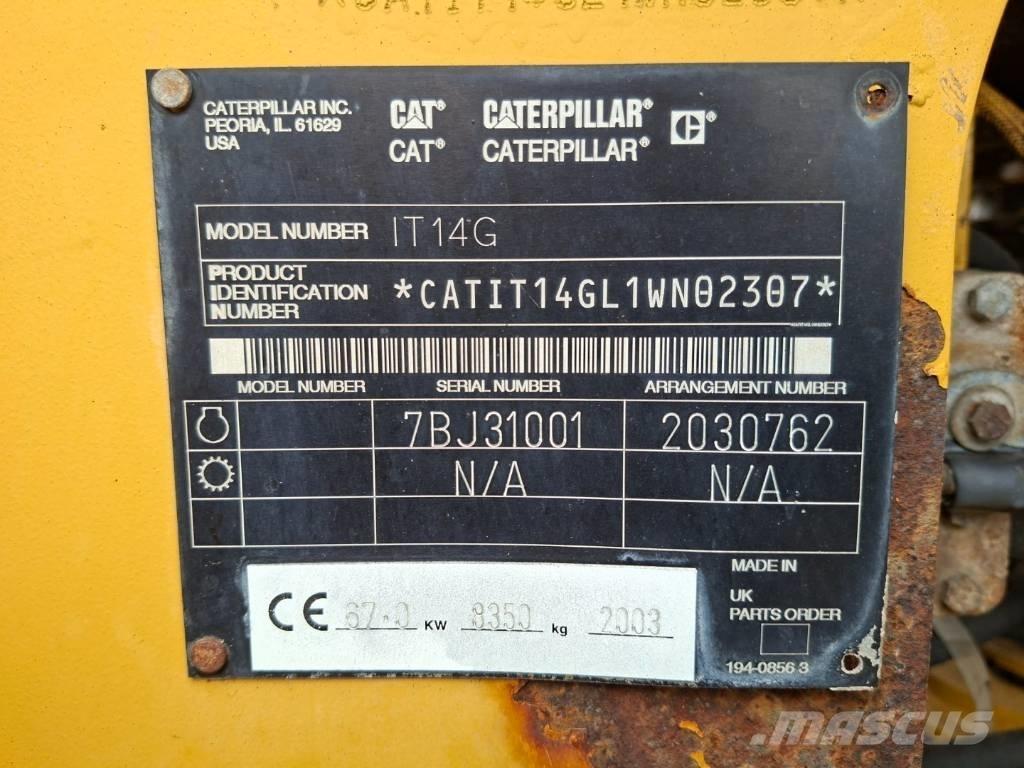 CATERPILLAR INC.
PEORIA, IL. 61629
USA
CAT® CATERPILLAR® ®
CAT® CATERPILLAR®
MODEL NUMBER IT14G
PRODUCT
IDENTIFICATION
NUMBER
*CATIT14GL1WN02307*
MODEL NUMBER SERIAL NUMBER ARRANGEMENT NUMBER
7BJ31001 2030762
N/A N/A
MADE IN
UK
PARTS ORDER
194-0856 3
CE 67.0 KW 8350 kg 2003
MASCUS